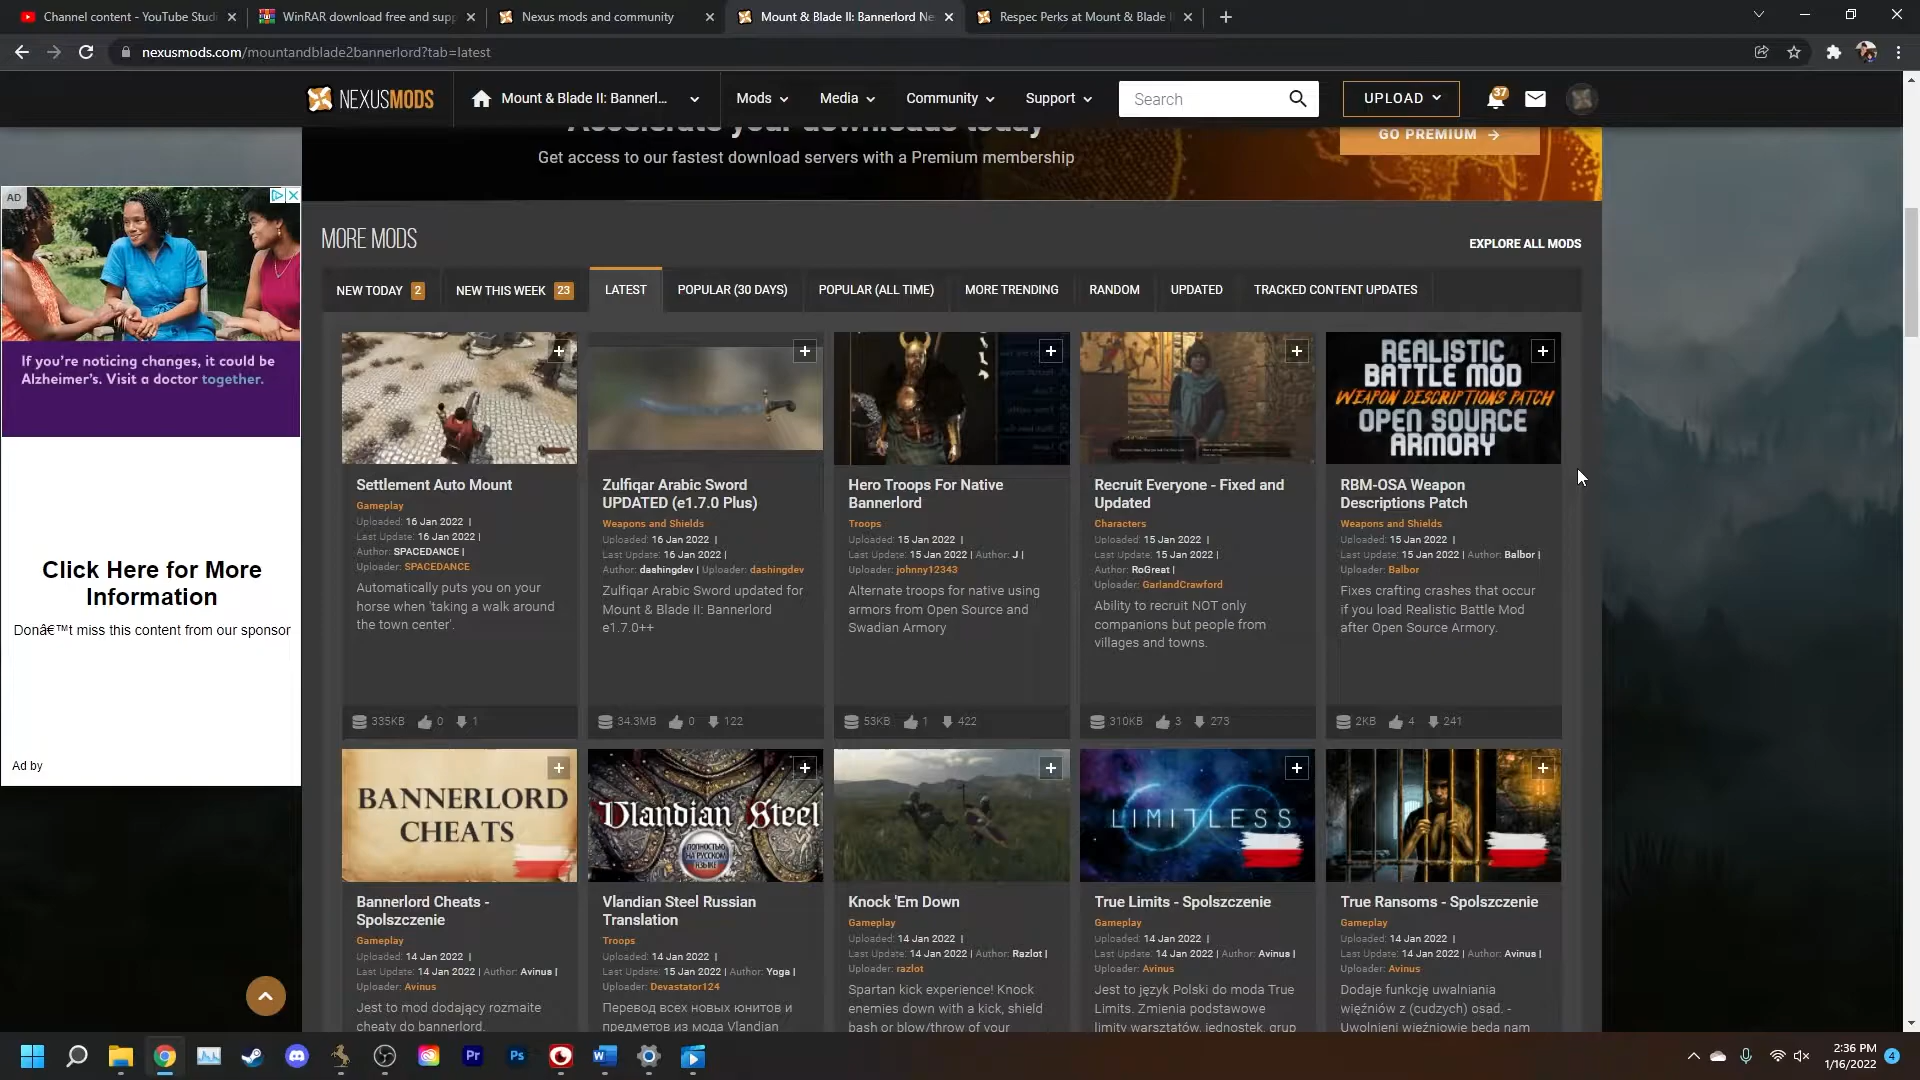 Channel content - YouTube Studi
WinRAR download free and supp
Nexus mods and community
Mount & Blade II: Bannerlord Ne
Respec Perks at Mount & Blade II
nexusmods.com/mountandblade2bannerlord?tab=latest
NEXUSMODS
Mount & Blade II: Bannerl...
Mods
Media
Community
Support
Search
UPLOAD
37
Accelerate your downloads today
Get access to our fastest download servers with a Premium membership
GO PREMIUM
AD
If you're noticing changes, it could be
Alzheimer's. Visit a doctor together.
Click Here for More
Information
Donâ€™t miss this content from our sponsor
Ad by
MORE MODS
EXPLORE ALL MODS
NEW TODAY 2
NEW THIS WEEK 23
LATEST
POPULAR (30 DAYS)
POPULAR (ALL TIME)
MORE TRENDING
RANDOM
UPDATED
TRACKED CONTENT UPDATES
Settlement Auto Mount
Gameplay
Uploaded: 16 Jan 2022 |
Last Update: 16 Jan 2022 |
Author: SPACEDANCE |
Uploader: SPACEDANCE
Automatically puts you on your
horse when 'taking a walk around
the town center'.
335KB 0 1
Zulfiqar Arabic Sword
UPDATED (e1.7.0 Plus)
Weapons and Shields
Uploaded: 16 Jan 2022 |
Last Update: 16 Jan 2022 |
Author: dashingdev | Uploader: dashingdev
Zulfiqar Arabic Sword updated for
Mount & Blade II: Bannerlord
e1.7.0++
34.3MB 0 122
Hero Troops For Native
Bannerlord
Troops
Uploaded: 15 Jan 2022 |
Last Update: 15 Jan 2022 | Author: J |
Uploader: johnny12343
Alternate troops for native using
armors from Open Source and
Swadian Armory
53KB 1 422
Recruit Everyone - Fixed and
Updated
Characters
Uploaded: 15 Jan 2022 |
Last Update: 15 Jan 2022 |
Author: RoGreat |
Uploader: GarlandCrawford
Ability to recruit NOT only
companions but people from
villages and towns.
310KB 3 273
REALISTIC
BATTLE MOD
WEAPON DESCRIPTIONS PATCH
OPEN SOURCE
ARMORY
RBM-OSA Weapon
Descriptions Patch
Weapons and Shields
Uploaded: 15 Jan 2022 |
Last Update: 15 Jan 2022 | Author: Balbor |
Uploader: Balbor
Fixes crafting crashes that occur
if you load Realistic Battle Mod
after Open Source Armory.
2KB 4 241
BANNERLORD
CHEATS
Bannerlord Cheats -
Spolszczenie
Gameplay
Uploaded: 14 Jan 2022 |
Last Update: 14 Jan 2022 | Author: Avinus |
Uploader: Avinus
Jest to mod dodający rozmaite
cheaty do bannerlord.
Vlandian Steel
ПОЛНОСТЬЮ
НА РУССКОМ
ЯЗЫКЕ
Vlandian Steel Russian
Translation
Troops
Uploaded: 14 Jan 2022 |
Last Update: 15 Jan 2022 | Author: Yoga |
Uploader: Devastator124
Перевод всех новых юнитов и
предметов из мода Vlandian
Knock 'Em Down
Gameplay
Uploaded: 14 Jan 2022 |
Last Update: 14 Jan 2022 | Author: Razlot |
Uploader: razlot
Spartan kick experience! Knock
enemies down with a kick, shield
bash or blow/throw of your
LIMITLESS
True Limits - Spolszczenie
Gameplay
Uploaded: 14 Jan 2022 |
Last Update: 14 Jan 2022 | Author: Avinus |
Uploader: Avinus
Jest to język Polski do moda True
Limits. Zmienia podstawowe
limity warsztatów, jednostek, grup
True Ransoms - Spolszczenie
Gameplay
Uploaded: 14 Jan 2022 |
Last Update: 14 Jan 2022 | Author: Avinus |
Uploader: Avinus
Dodaje funkcję uwalniania
więźniów z (cudzych) osad. -
Uwolnieni więźniowie będą nam
Pr
Ps
W
2:36 PM
1/16/2022
4